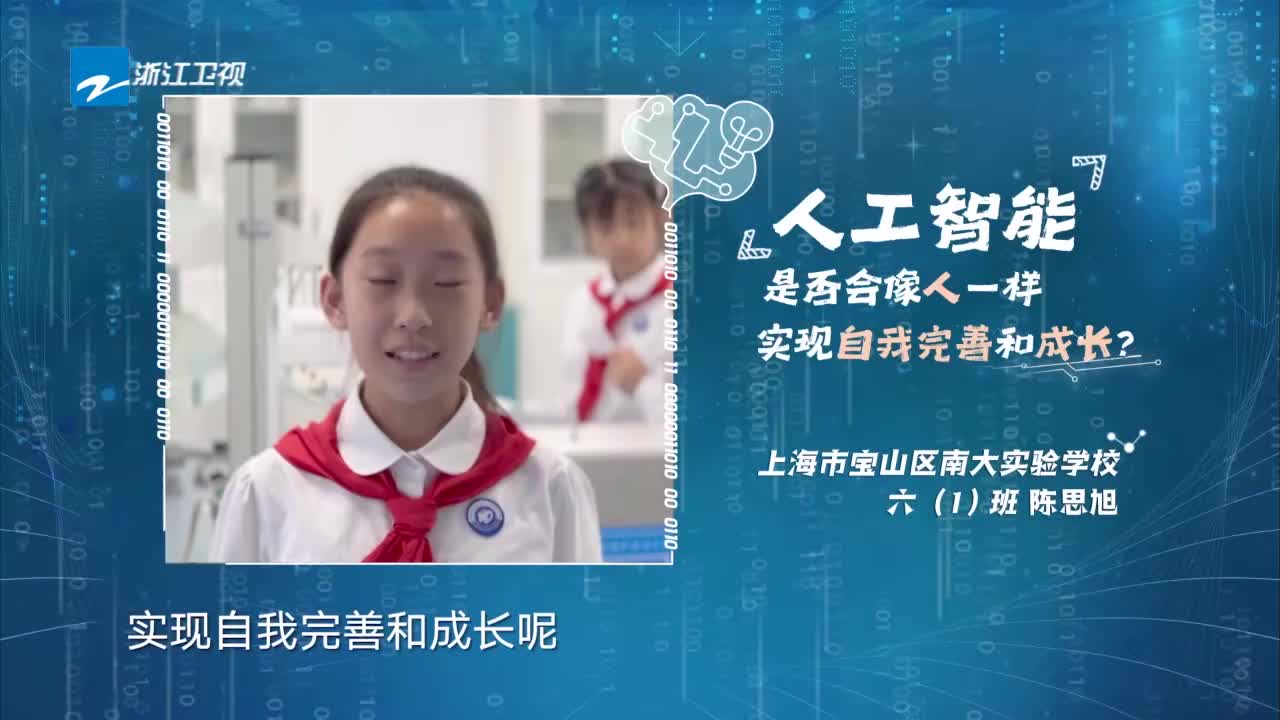 浙江卫视
人工智能
是否会像人一样
实现自我完善和成长?
上海市宝山区南大实验学校
六（1）班 陈思旭
实现自我完善和成长呢